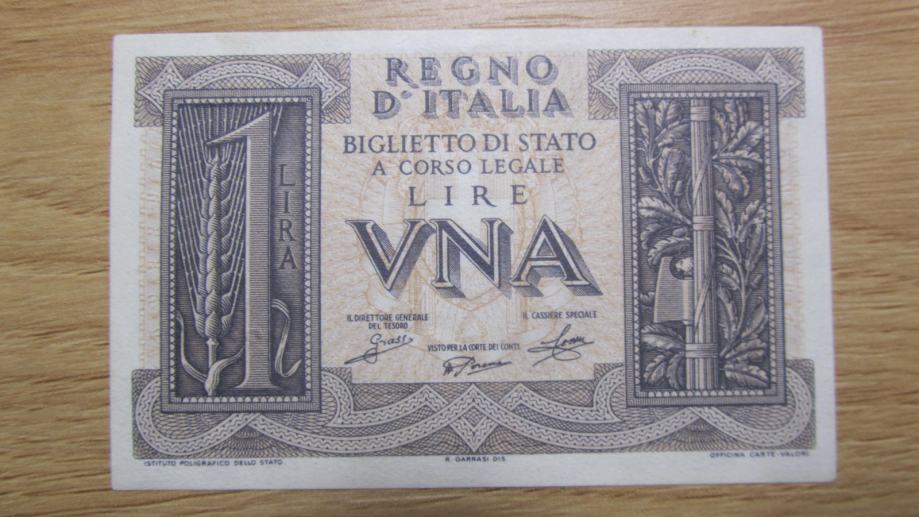 REGNO
D'ITALIA
BIGLIETTO DI STATO
A CORSO LEGALE
LIRE
VNA
1
LIRA
IL DIRETTORE GENERALE
DEL TESORO
Grassi
VISTO PER LA CORTE DEI CONTI
IL CASSIERE SPECIALE
ISTITUTO POLIGRAFICO DELLO STATO
R. GARRASI DIS.
OFFICINA CARTE-VALORI